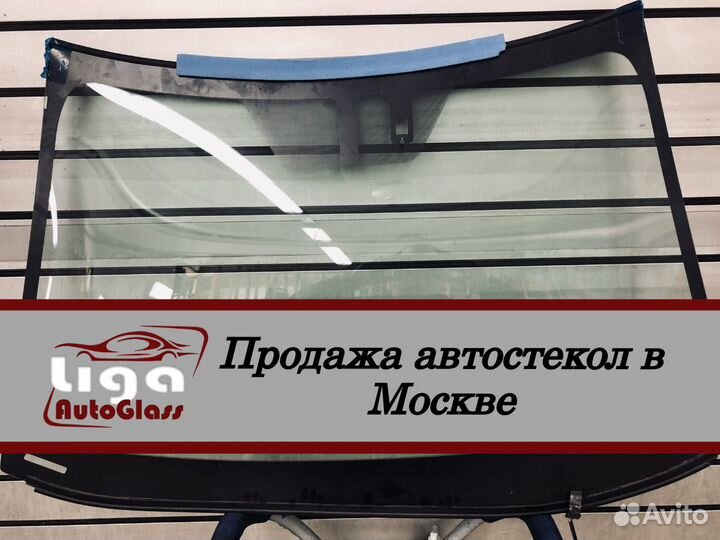 Liga
AutoGlass
Продажа автостекол в
Москве
Avito